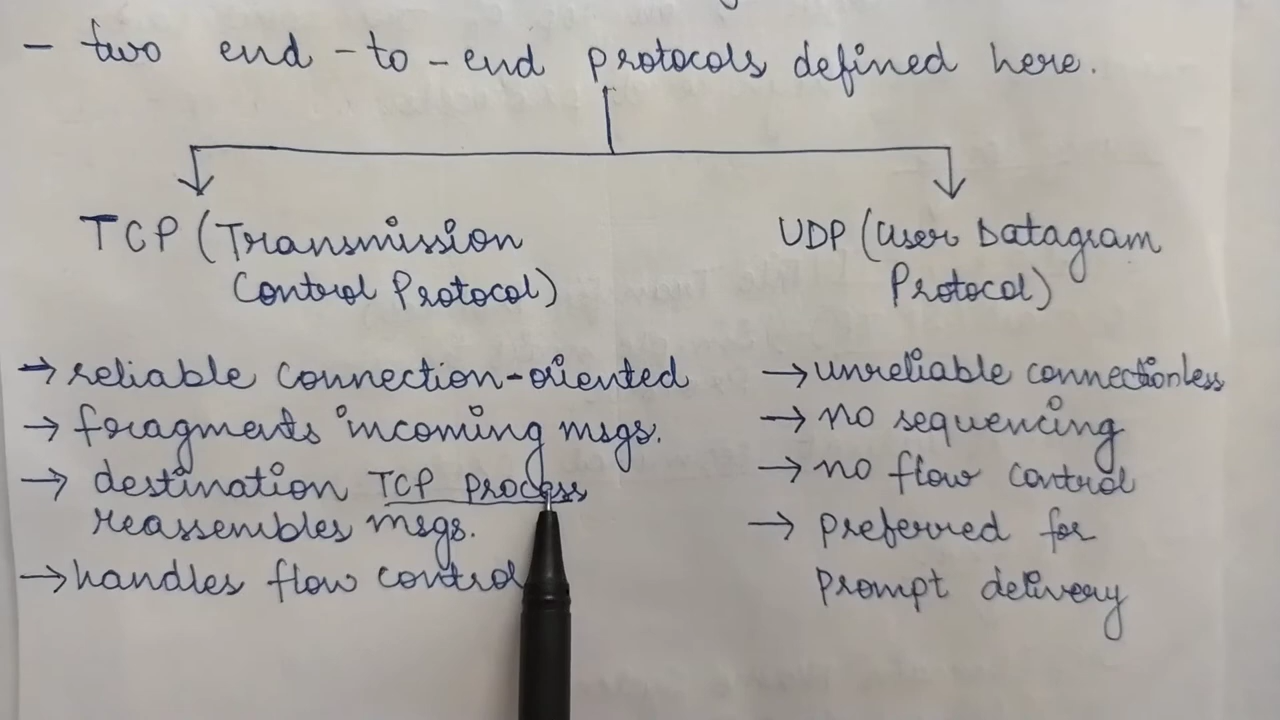 - two end-to-end protocols defined here.
TCP (Transmission
Control Protocol)
→ reliable connection-oriented
→ fragments incoming msgs.
→ destination TCP process
reassembles msgs.
→ handles flow control
UDP (User Datagram
Protocol)
→ unreliable connectionless
→ no sequencing
→ no flow control
→ preferred for
prompt delivery